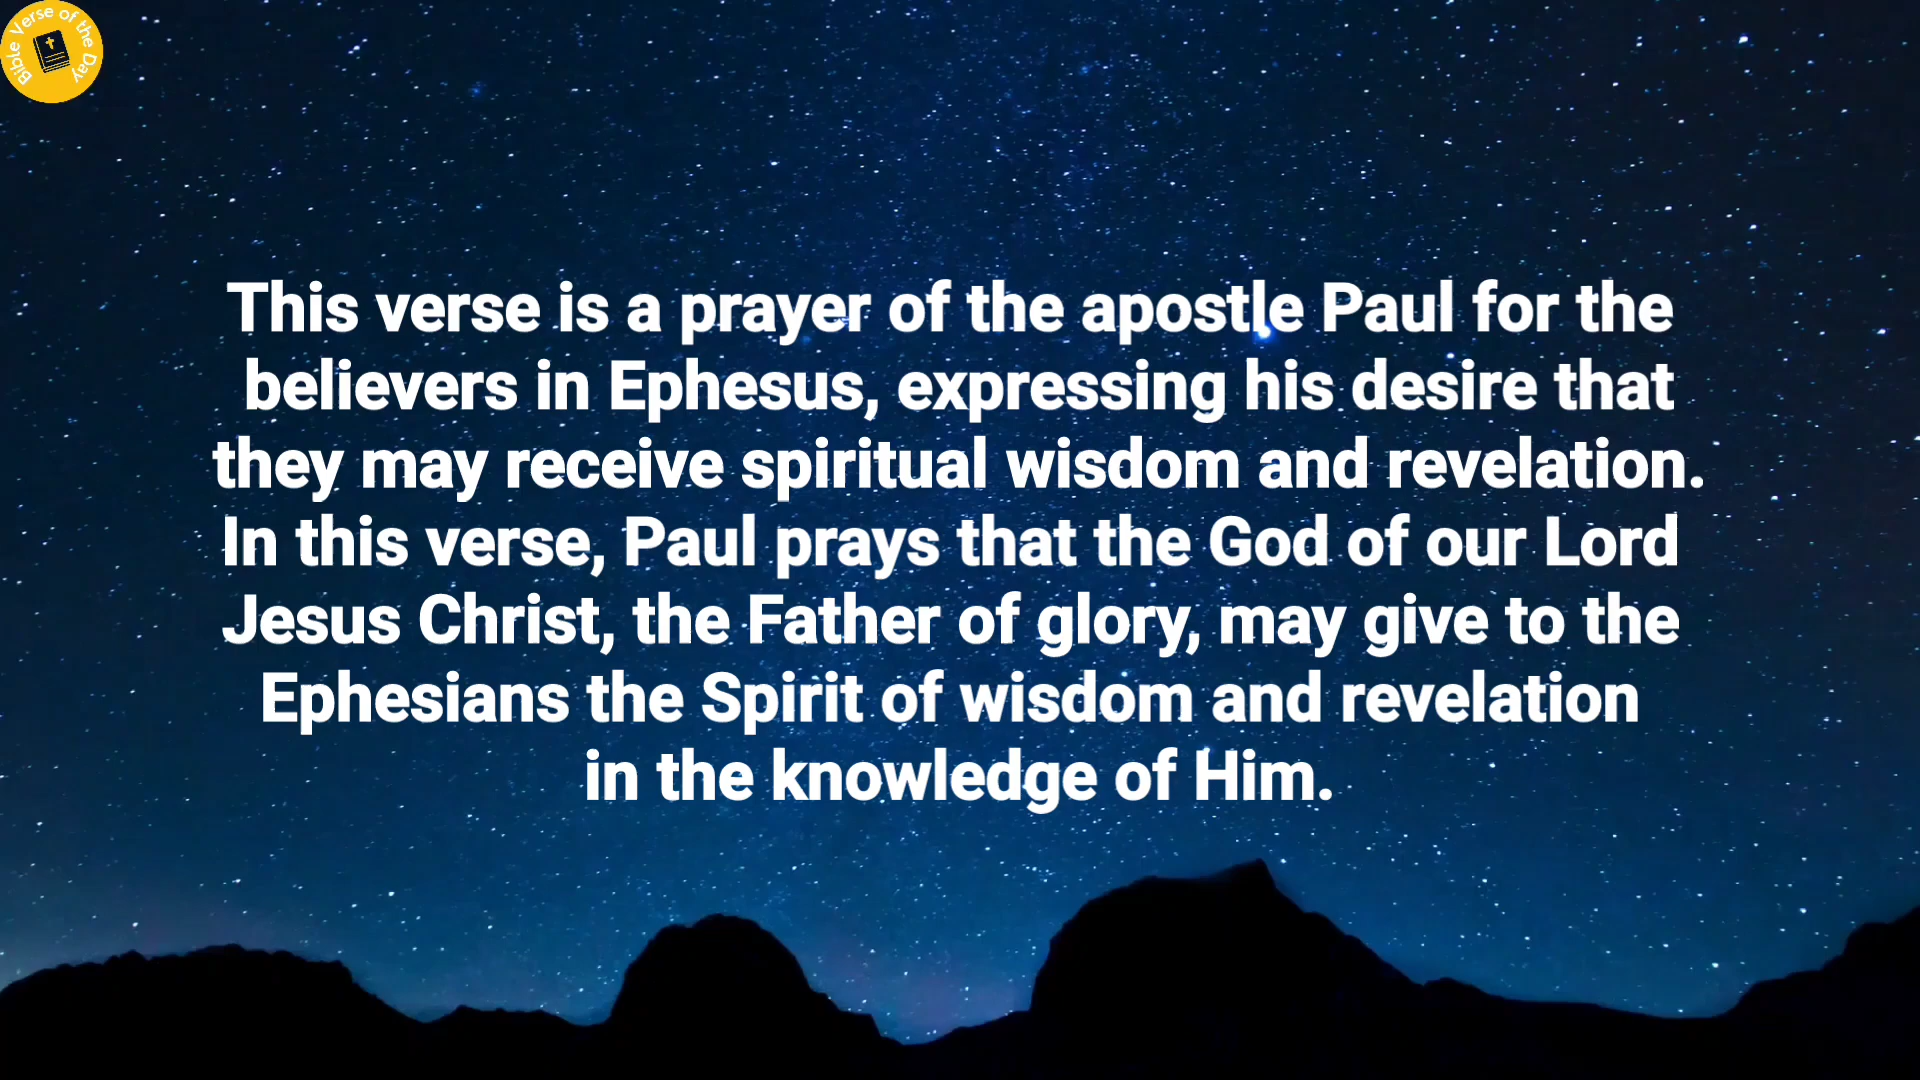 Bible Verse of the Day
This verse is a prayer of the apostle Paul for the
believers in Ephesus, expressing his desire that
they may receive spiritual wisdom and revelation.
In this verse, Paul prays that the God of our Lord
Jesus Christ, the Father of glory, may give to the
Ephesians the Spirit of wisdom and revelation
in the knowledge of Him.